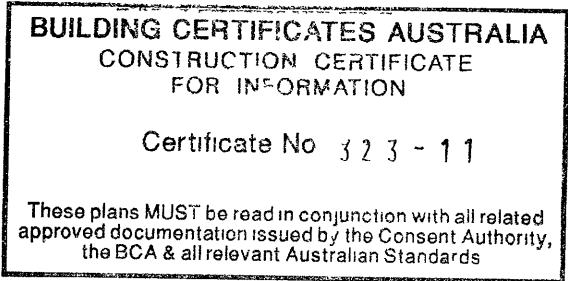 BUILDING CERTIFICATES AUSTRALIA
CONSTRUCTION CERTIFICATE
FOR INFORMATION
Certificate No 323-11
These plans MUST be read in conjunction with all related
approved documentation issued by the Consent Authority,
the BCA & all relevant Australian Standards